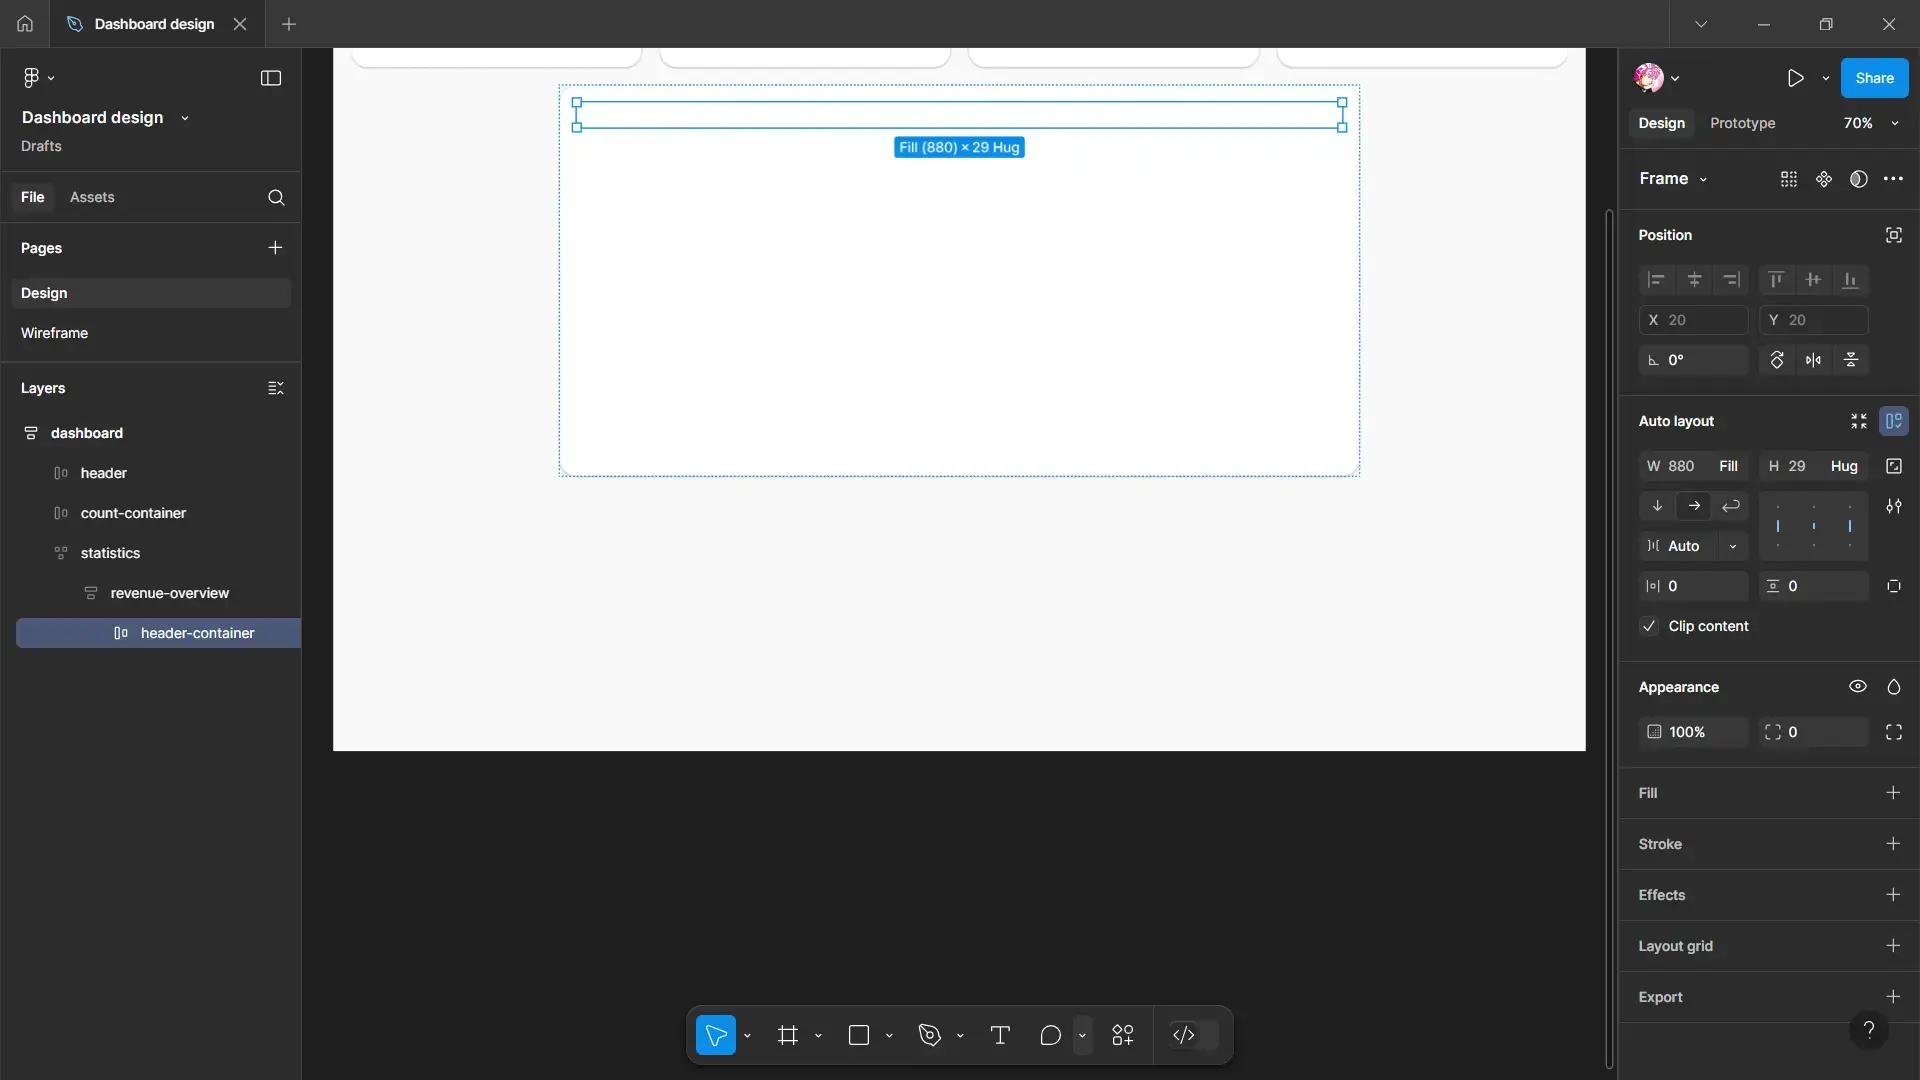 Dashboard design
Dashboard design
Drafts
File
Assets
Pages
Design
Wireframe
Layers
dashboard
header
count-container
statistics
revenue-overview
header-container
Fill (880) × 29 Hug
Share
Design
Prototype
70%
Frame
Position
X 20
Y 20
0°
Auto layout
W 880 Fill
H 29 Hug
Auto
0
0
Clip content
Appearance
100%
0
Fill
Stroke
Effects
Layout grid
Export
?